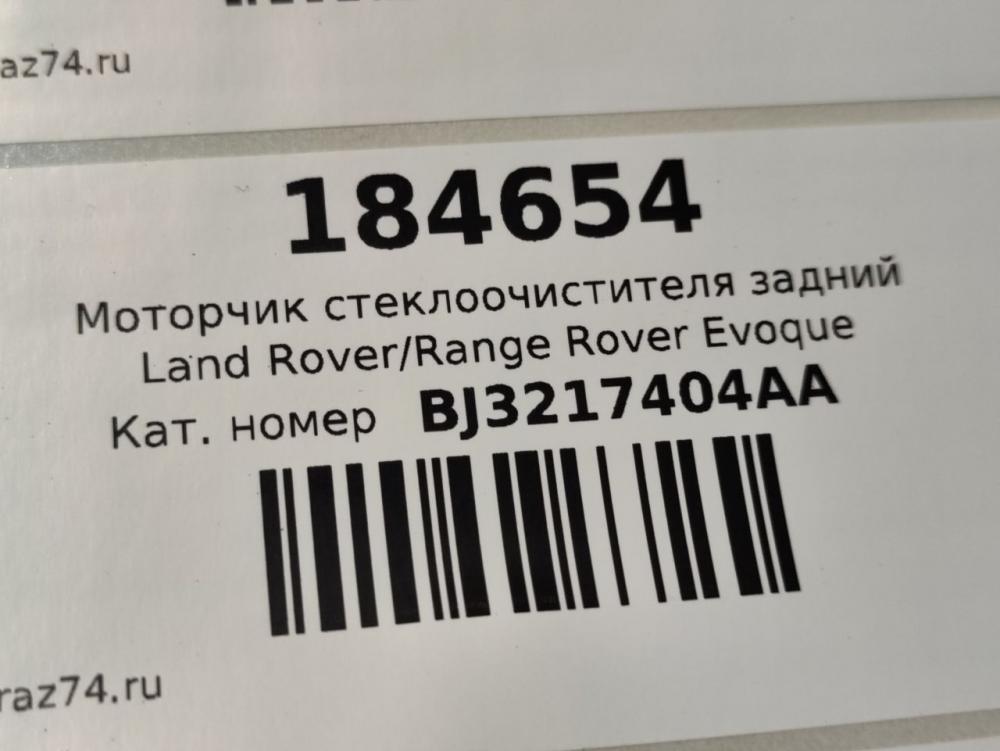 az74.ru
184654
Моторчик стеклоочистителя задний
Land Rover/Range Rover Evoque
Кат. номер BJ3217404AA
raz74.ru